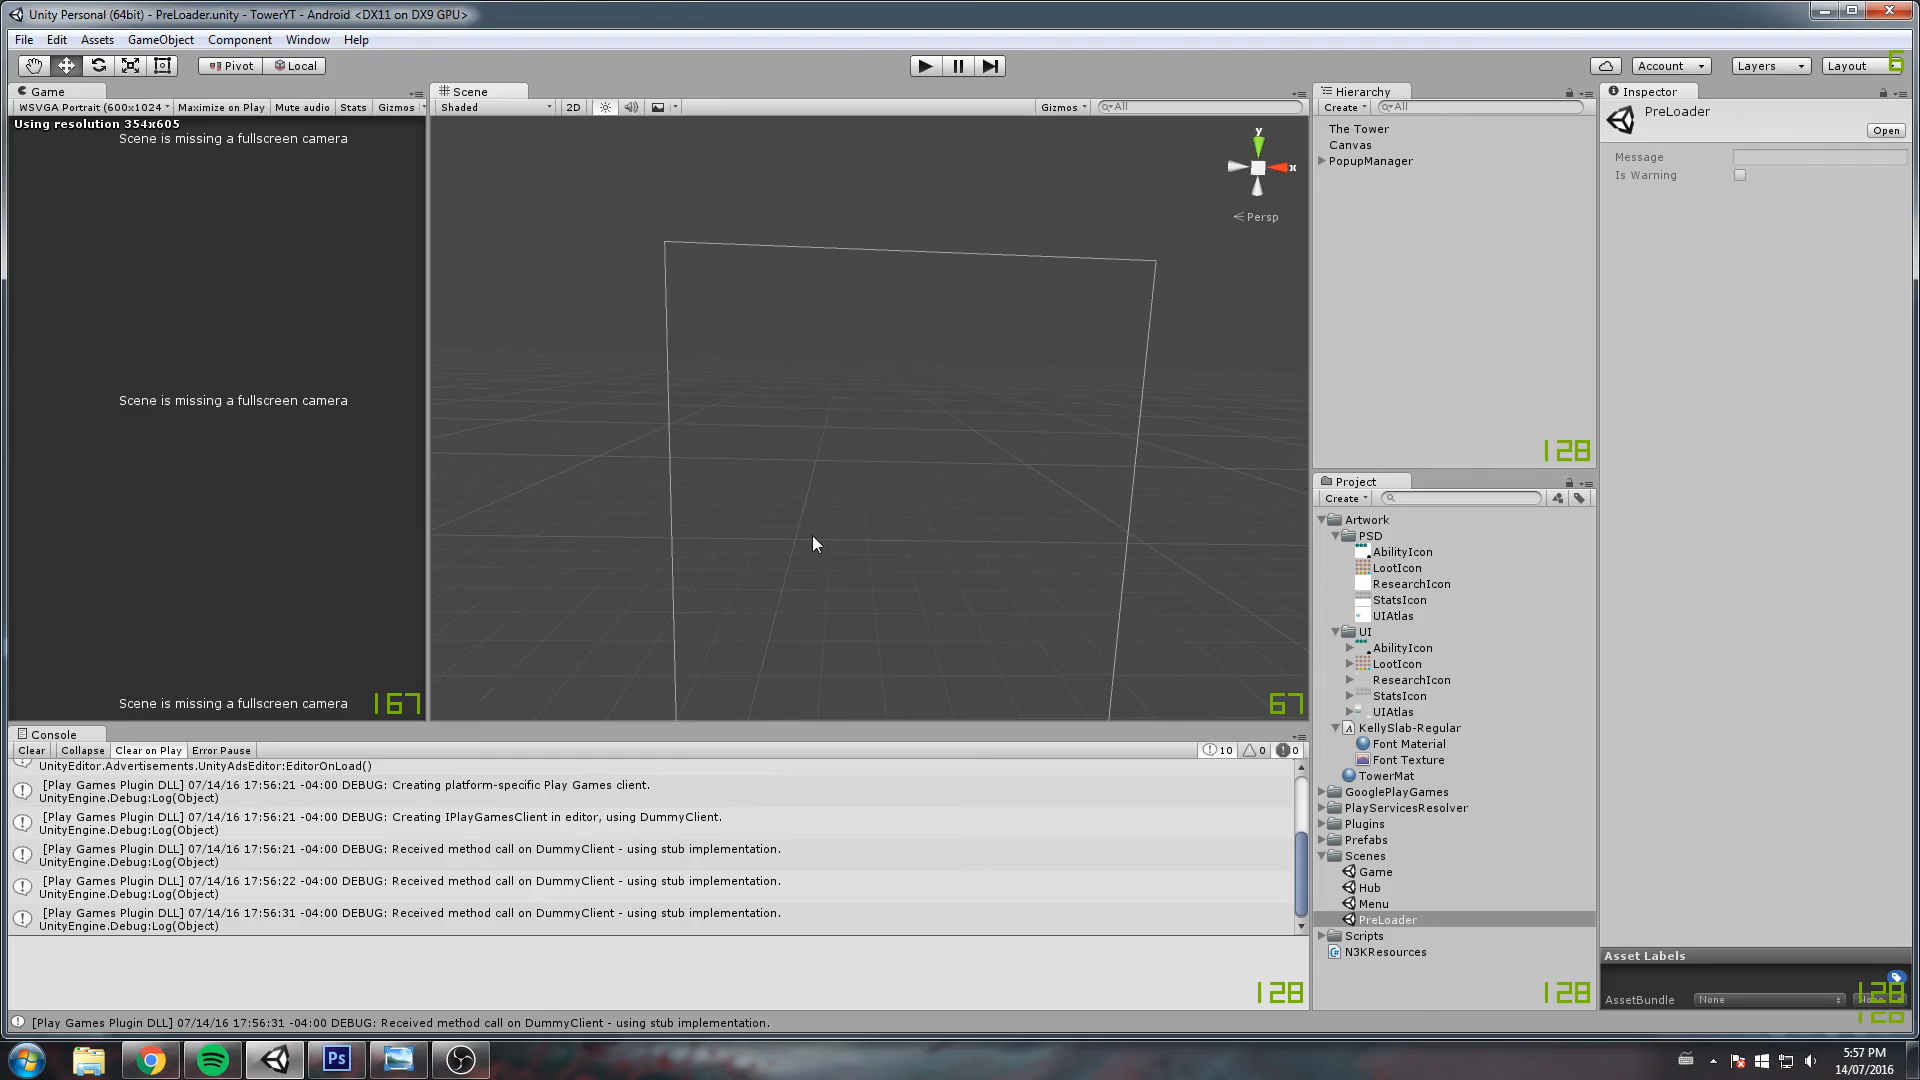 Unity Personal (64bit) - PreLoader.unity - TowerYT - Android <DX11 on DX9 GPU>
File Edit Assets GameObject Component Window Help
Pivot Local Account Layers Layout
6
Game
WSVGA Portrait (600x1024 Maximize on Play Mute audio Stats Gizmos
Using resolution 354x605
Scene is missing a fullscreen camera
Scene is missing a fullscreen camera
Scene is missing a fullscreen camera
167
Scene
Shaded 2D Gizmos All
y
x
Persp
67
Hierarchy
Create All
The Tower
Canvas
PopupManager
128
Project
Create
Artwork
PSD
AbilityIcon
LootIcon
ResearchIcon
StatsIcon
UIAtlas
UI
AbilityIcon
LootIcon
ResearchIcon
StatsIcon
UIAtlas
KellySlab-Regular
Font Material
Font Texture
TowerMat
GooglePlayGames
PlayServicesResolver
Plugins
Prefabs
Scenes
Game
Hub
Menu
PreLoader
Scripts
N3KResources
128
Inspector
PreLoader
Open
Message
Is Warning
Asset Labels
AssetBundle None
128
Console
Clear Collapse Clear on Play Error Pause 10 0 0
UnityEditor.Advertisements.UnityAdsEditor:EditorOnLoad()
[Play Games Plugin DLL] 07/14/16 17:56:21 -04:00 DEBUG: Creating platform-specific Play Games client.
UnityEngine.Debug:Log(Object)
[Play Games Plugin DLL] 07/14/16 17:56:21 -04:00 DEBUG: Creating IPlayGamesClient in editor, using DummyClient.
UnityEngine.Debug:Log(Object)
[Play Games Plugin DLL] 07/14/16 17:56:21 -04:00 DEBUG: Received method call on DummyClient - using stub implementation.
UnityEngine.Debug:Log(Object)
[Play Games Plugin DLL] 07/14/16 17:56:22 -04:00 DEBUG: Received method call on DummyClient - using stub implementation.
UnityEngine.Debug:Log(Object)
[Play Games Plugin DLL] 07/14/16 17:56:31 -04:00 DEBUG: Received method call on DummyClient - using stub implementation.
UnityEngine.Debug:Log(Object)
128
[Play Games Plugin DLL] 07/14/16 17:56:31 -04:00 DEBUG: Received method call on DummyClient - using stub implementation.
Ps
5:57 PM
14/07/2016